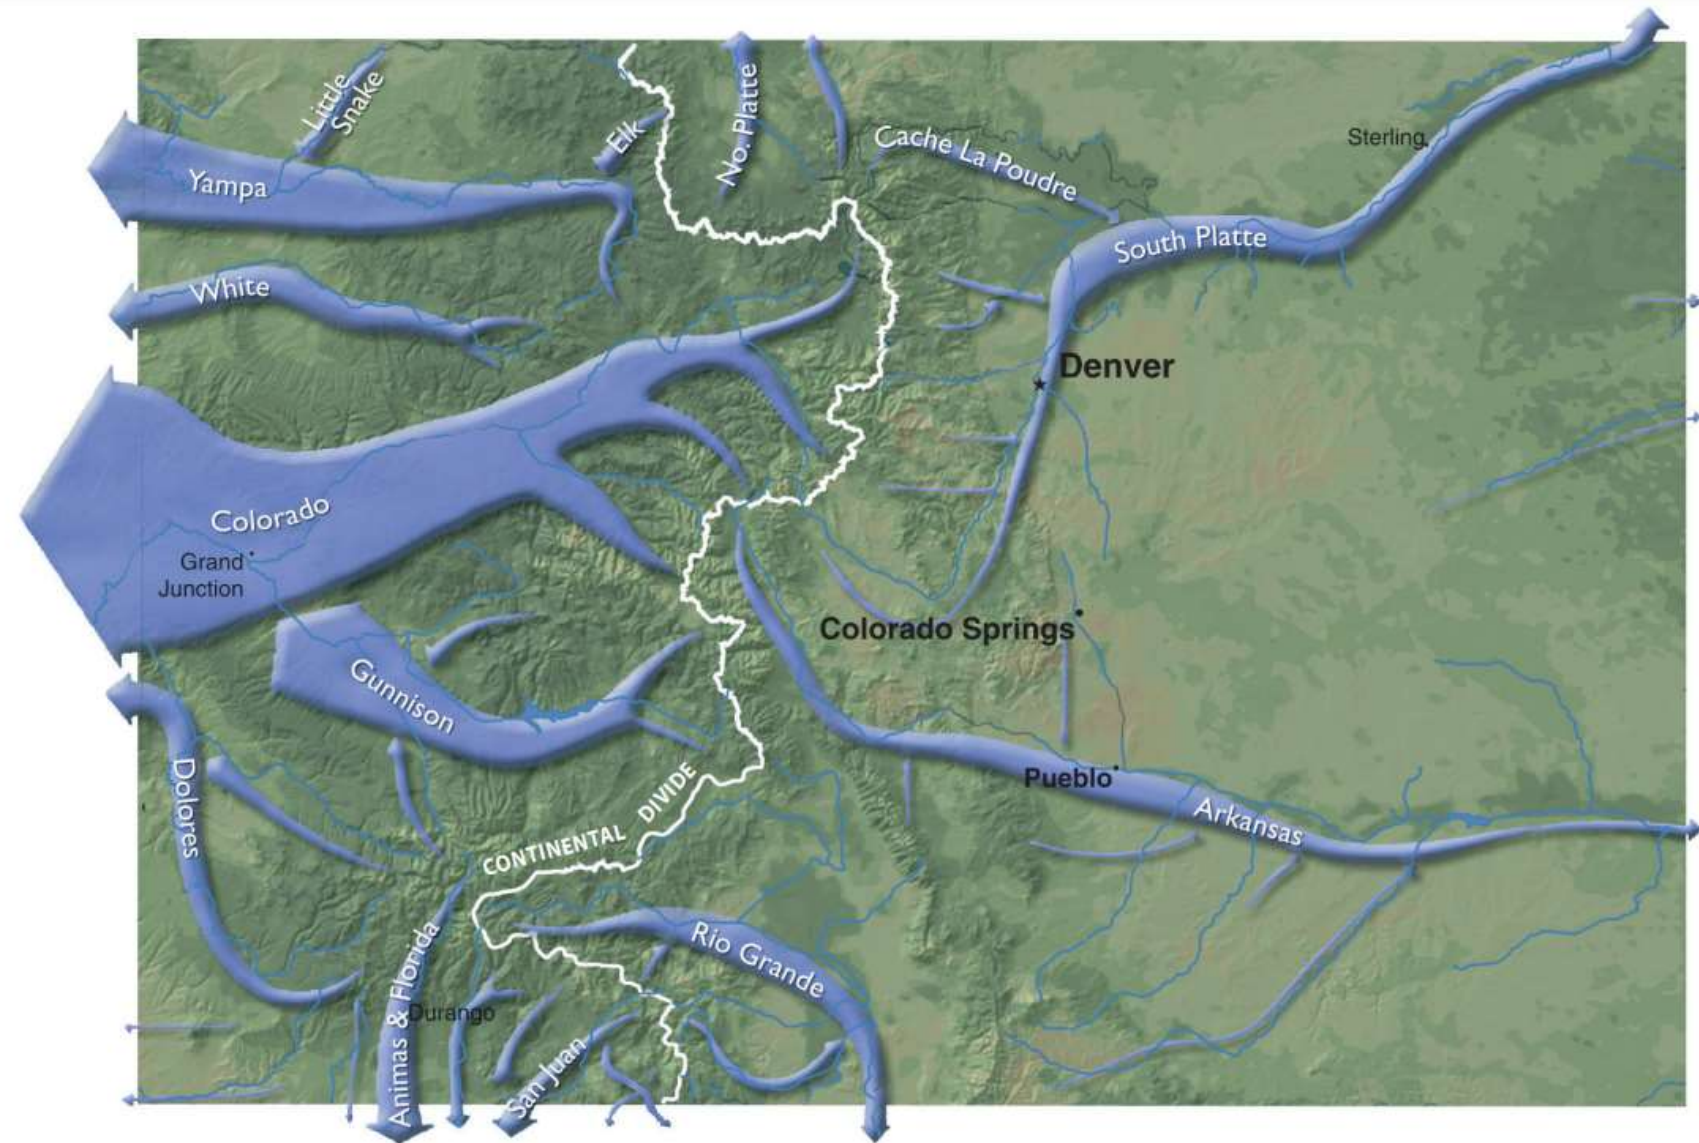 Little
Snake
Elk
No. Platte
Cache La Poudre
Sterling
Yampa
South Platte
White
Denver
Colorado
Grand
Junction
Colorado Springs
Gunnison
Dolores
Pueblo
Arkansas
CONTINENTAL DIVIDE
Rio Grande
Animas & Florida
Durango
San Juan